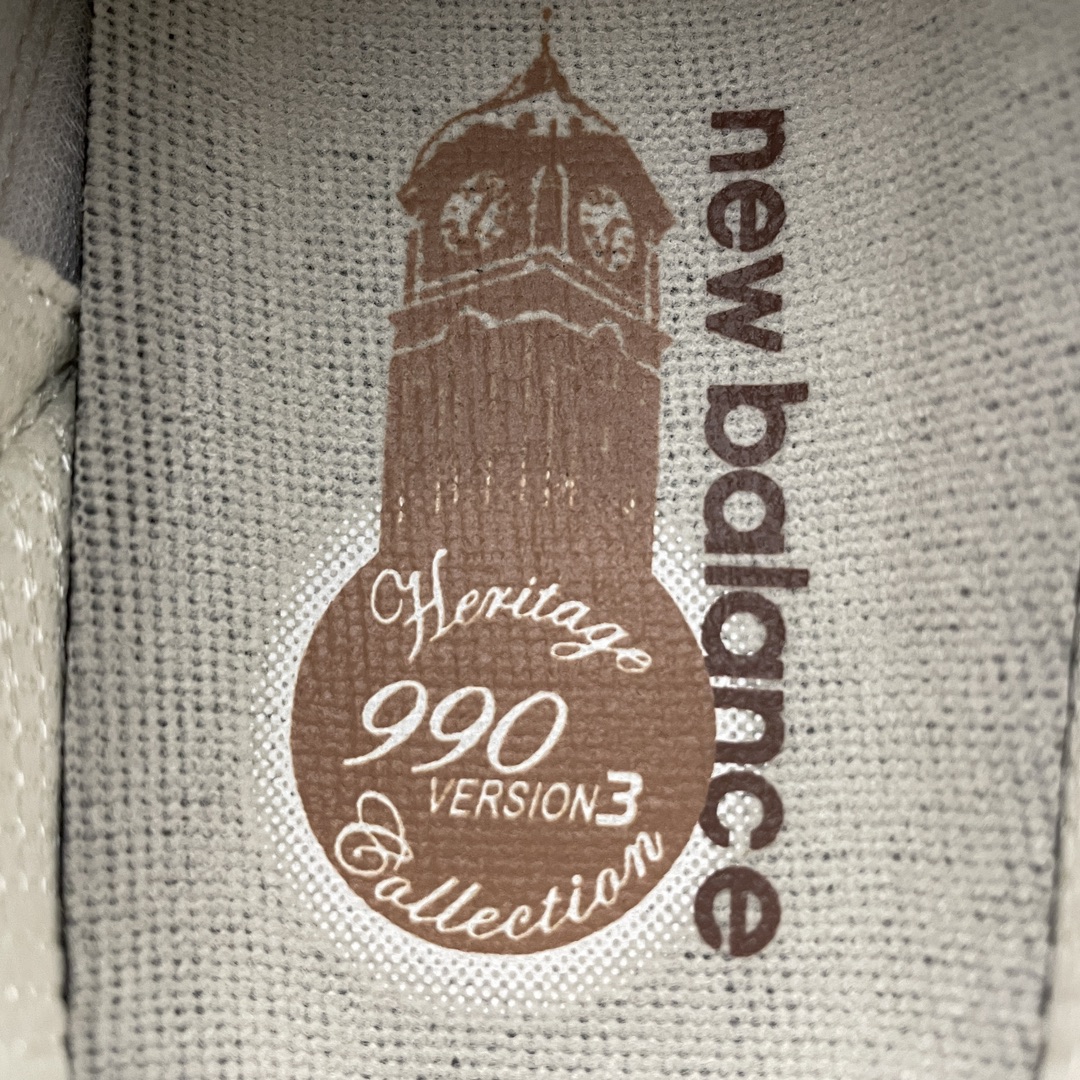 Heritage
990
VERSION3
Collection
new balance